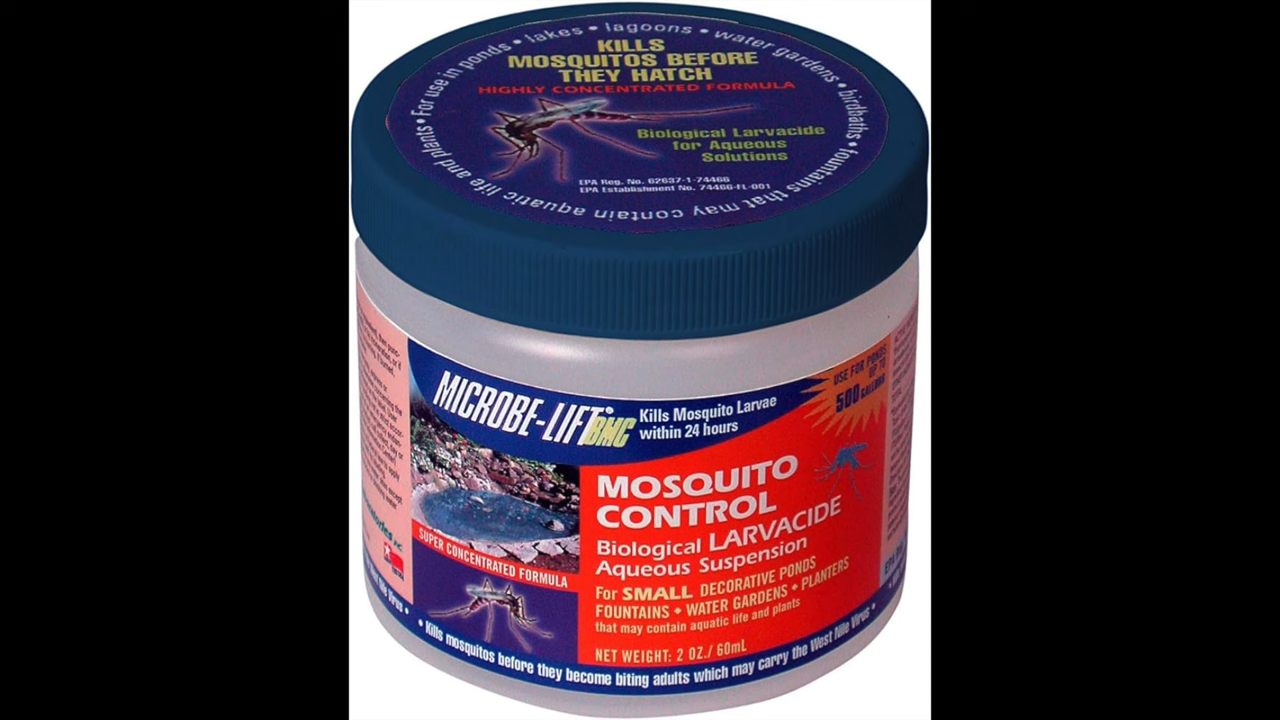 • For use in ponds • lakes • lagoons • water gardens • birdbaths • fountains that may contain aquatic life and plants
KILLS
MOSQUITOS BEFORE
THEY HATCH
HIGHLY CONCENTRATED FORMULA
Biological Larvacide
for Aqueous
Solutions
EPA Reg. No. 62637-1-74466
EPA Establishment No. 74466-FL-001
USE FOR PONDS
UP TO
500 GALLONS
MICROBE-LIFT BMC
Kills Mosquito Larvae
within 24 hours
MOSQUITO
CONTROL
Biological LARVACIDE
Aqueous Suspension
SUPER CONCENTRATED FORMULA
For SMALL DECORATIVE PONDS
FOUNTAINS • WATER GARDENS • PLANTERS
that may contain aquatic life and plants
NET WEIGHT: 2 OZ./ 60mL
• Kills mosquitos before they become biting adults which may carry the West Nile Virus •